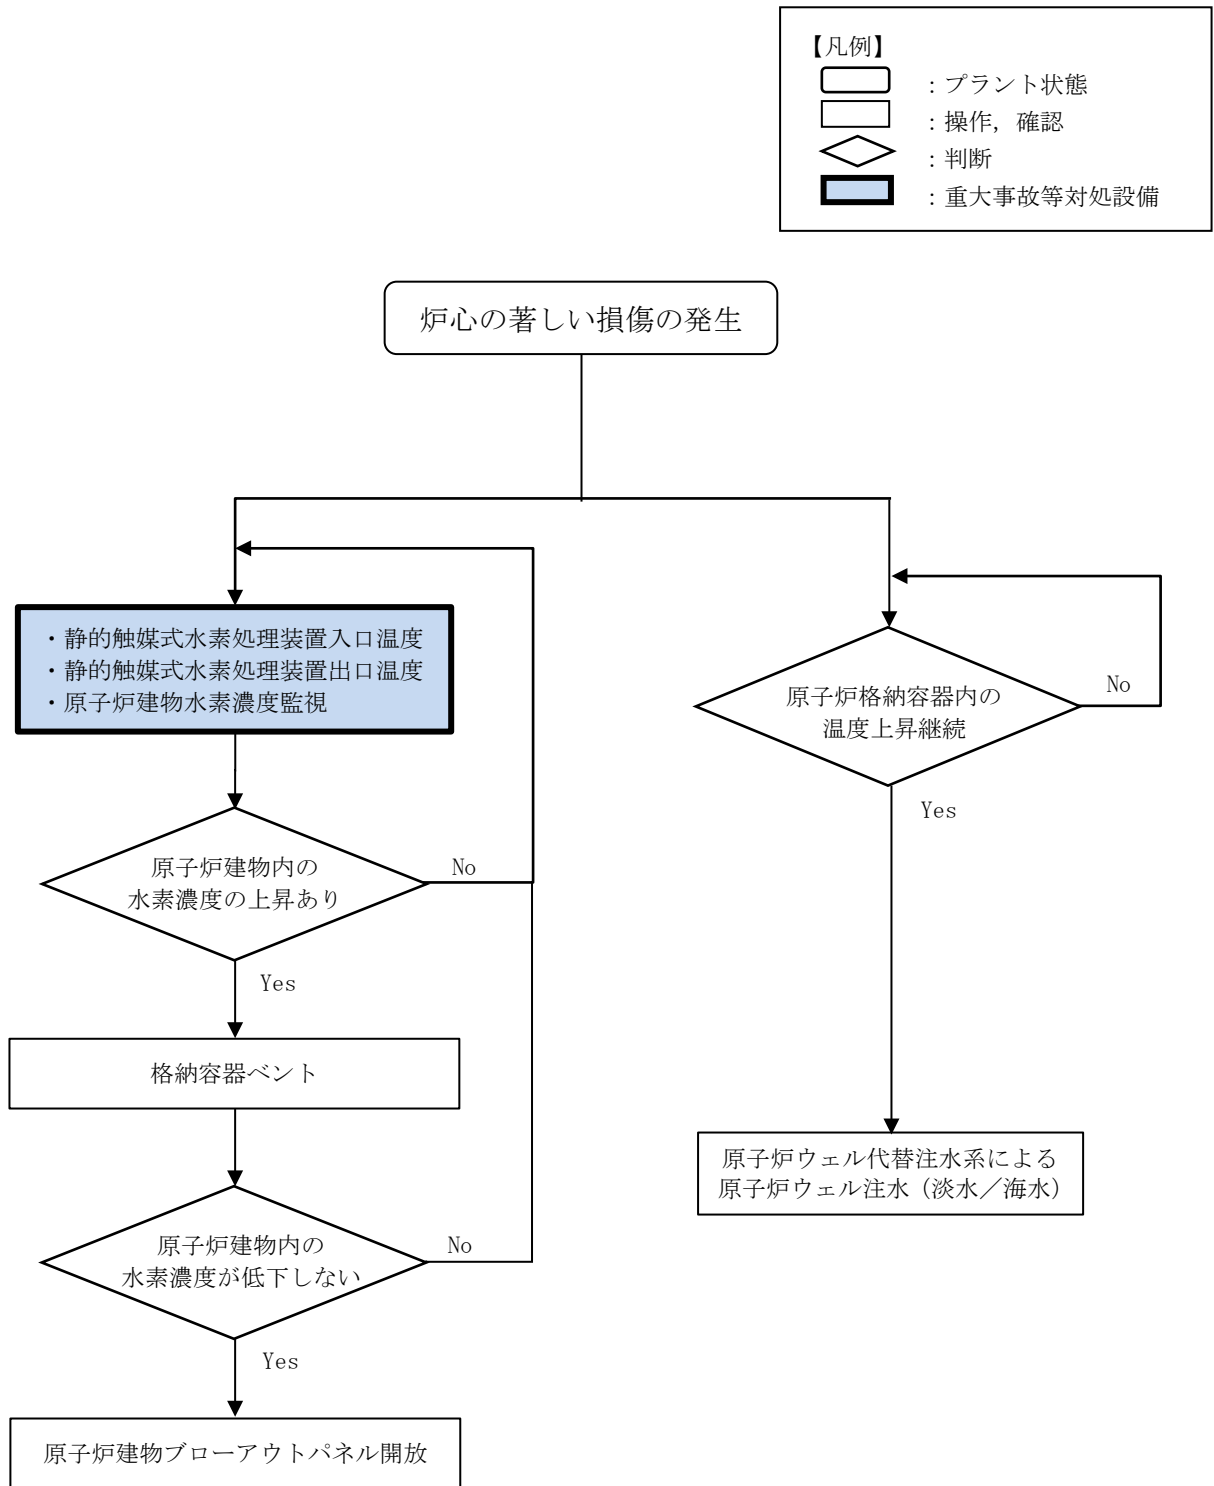 【凡例】
：プラント状態
：操作，確認
：判断
：重大事故等対処設備
炉心の著しい損傷の発生
・静的触媒式水素処理装置入口温度
・静的触媒式水素処理装置出口温度
・原子炉建物水素濃度監視
原子炉格納容器内の
温度上昇継続
No
Yes
原子炉建物内の
水素濃度の上昇あり
No
Yes
格納容器ベント
原子炉ウェル代替注水系による
原子炉ウェル注水（淡水／海水）
原子炉建物内の
水素濃度が低下しない
No
Yes
原子炉建物ブローアウトパネル開放